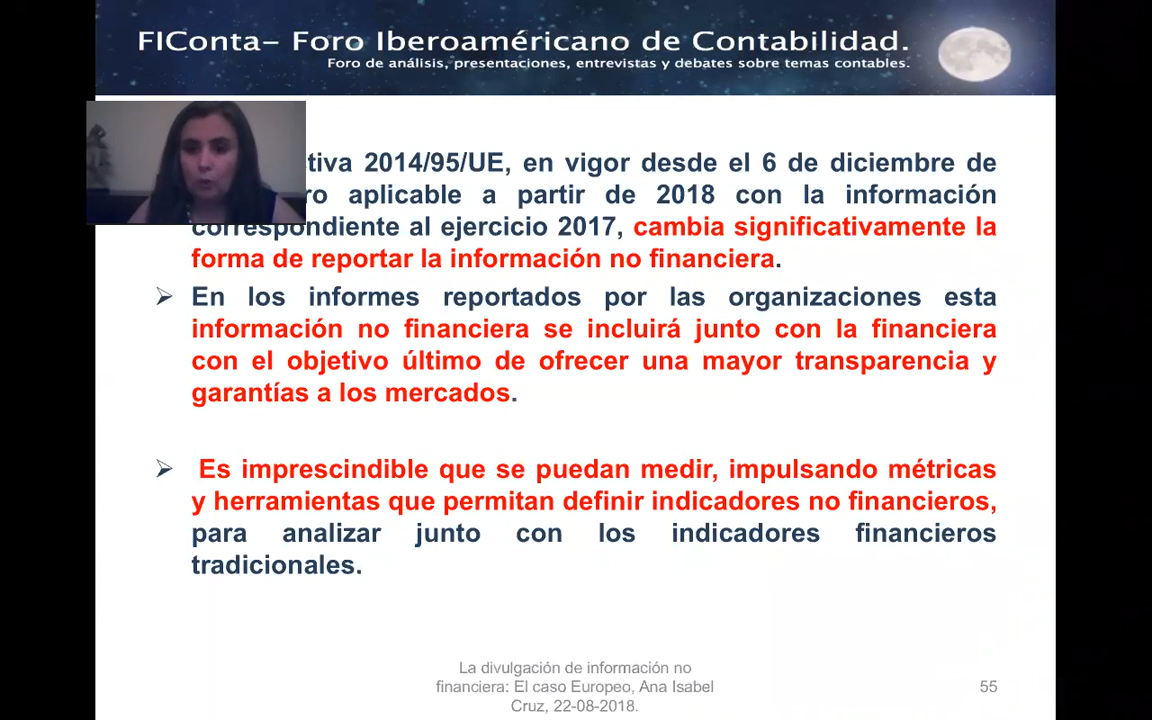 FIConta– Foro Iberoaméricano de Contabilidad.
Foro de análisis, presentaciones, entrevistas y debates sobre temas contables.
2014/95/UE, en vigor desde el 6 de diciembre de
aplicable a partir de 2018 con la información
correspondiente al ejercicio 2017, cambia significativamente la
forma de reportar la información no financiera.
➢ En los informes reportados por las organizaciones esta
información no financiera se incluirá junto con la financiera
con el objetivo último de ofrecer una mayor transparencia y
garantías a los mercados.
➢ Es imprescindible que se puedan medir, impulsando métricas
y herramientas que permitan definir indicadores no financieros,
para analizar junto con los indicadores financieros
tradicionales.
La divulgación de información no
financiera: El caso Europeo, Ana Isabel
Cruz, 22-08-2018.
55